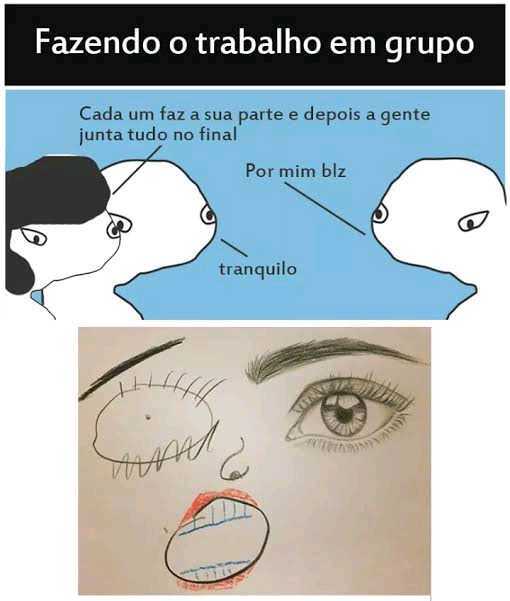 Fazendo o trabalho em grupo
Cada um faz a sua parte e depois a gente
junta tudo no final
Por mim blz
tranquilo